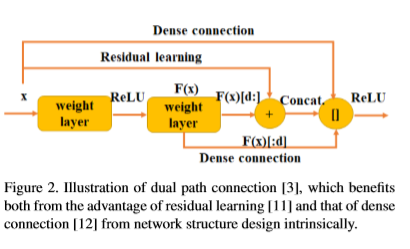 Dense connection
Residual learning
x
weight
layer
ReLU
F(x)
weight
layer
F(x)[d:]
+
Concat.
[]
ReLU
F(x)[:d]
Dense connection
Figure 2. Illustration of dual path connection [3], which benefits
both from the advantage of residual learning [11] and that of dense
connection [12] from network structure design intrinsically.